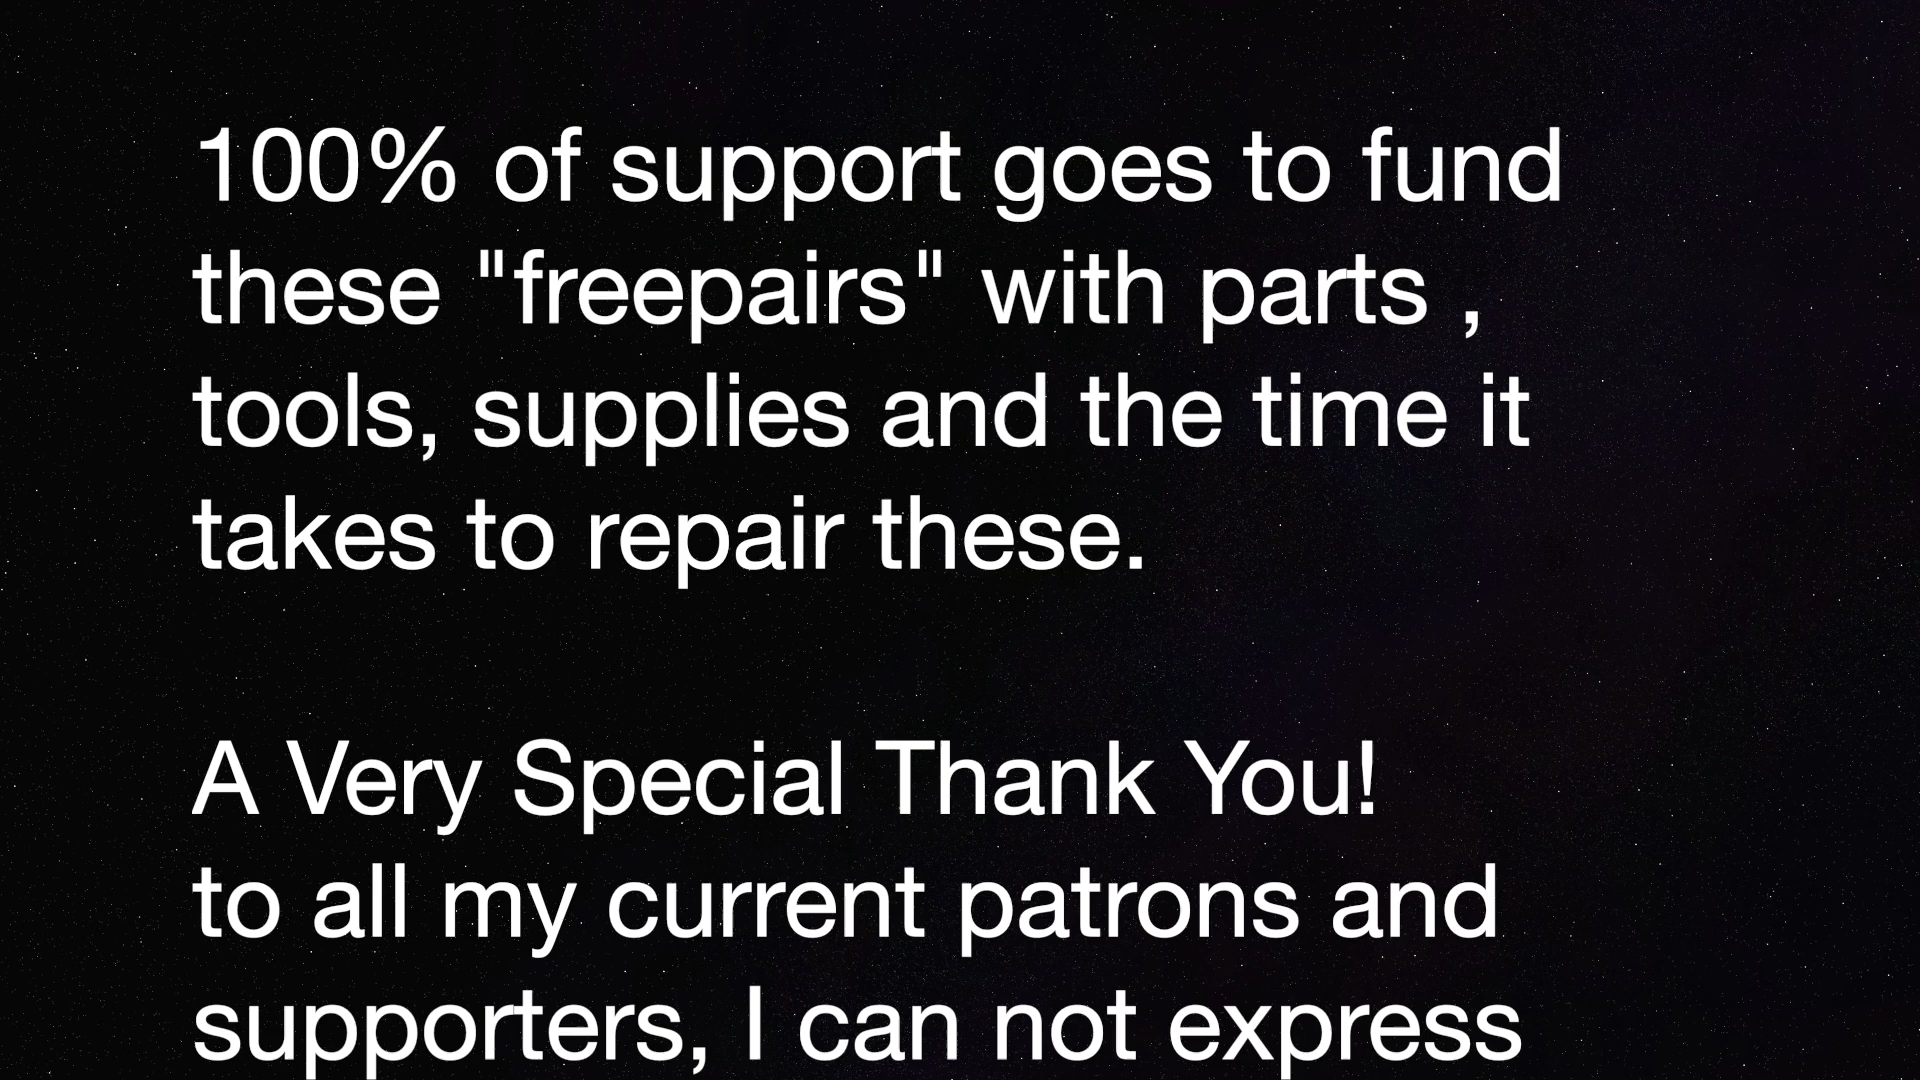 100% of support goes to fund
these "freepairs" with parts ,
tools, supplies and the time it
takes to repair these.
A Very Special Thank You!
to all my current patrons and
supporters, I can not express